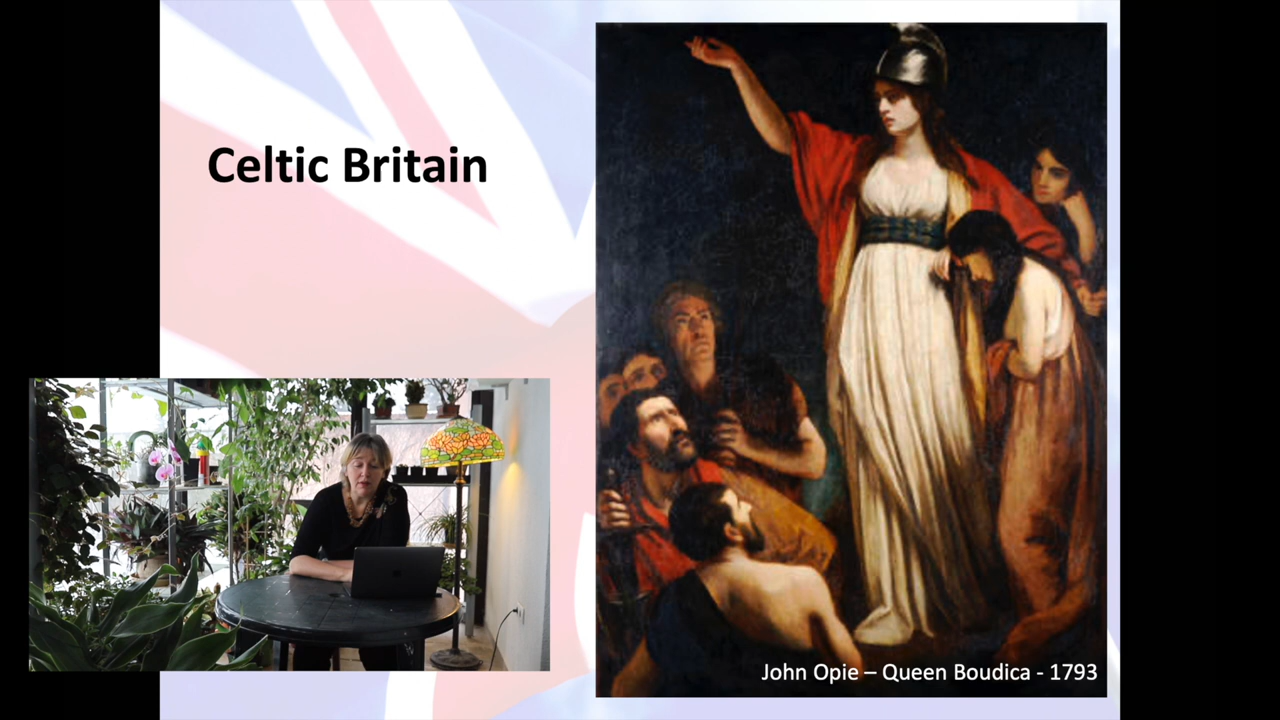 Celtic Britain
John Opie – Queen Boudica - 1793